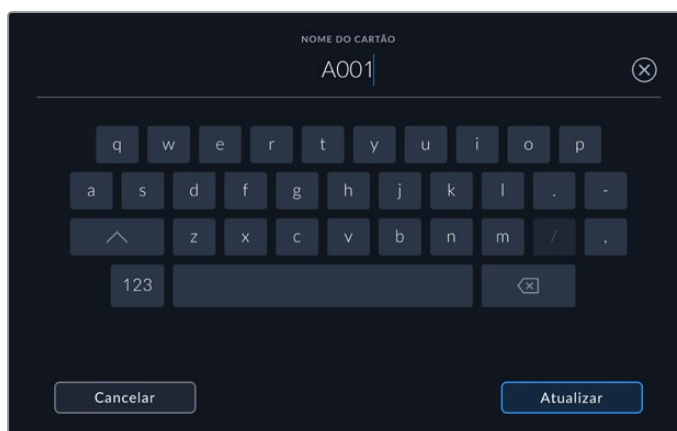 NOME DO CARTÃO
A001
q w e r t y u i o p
a s d f g h j k l . -
z x c v b n m / ,
123
Cancelar Atualizar